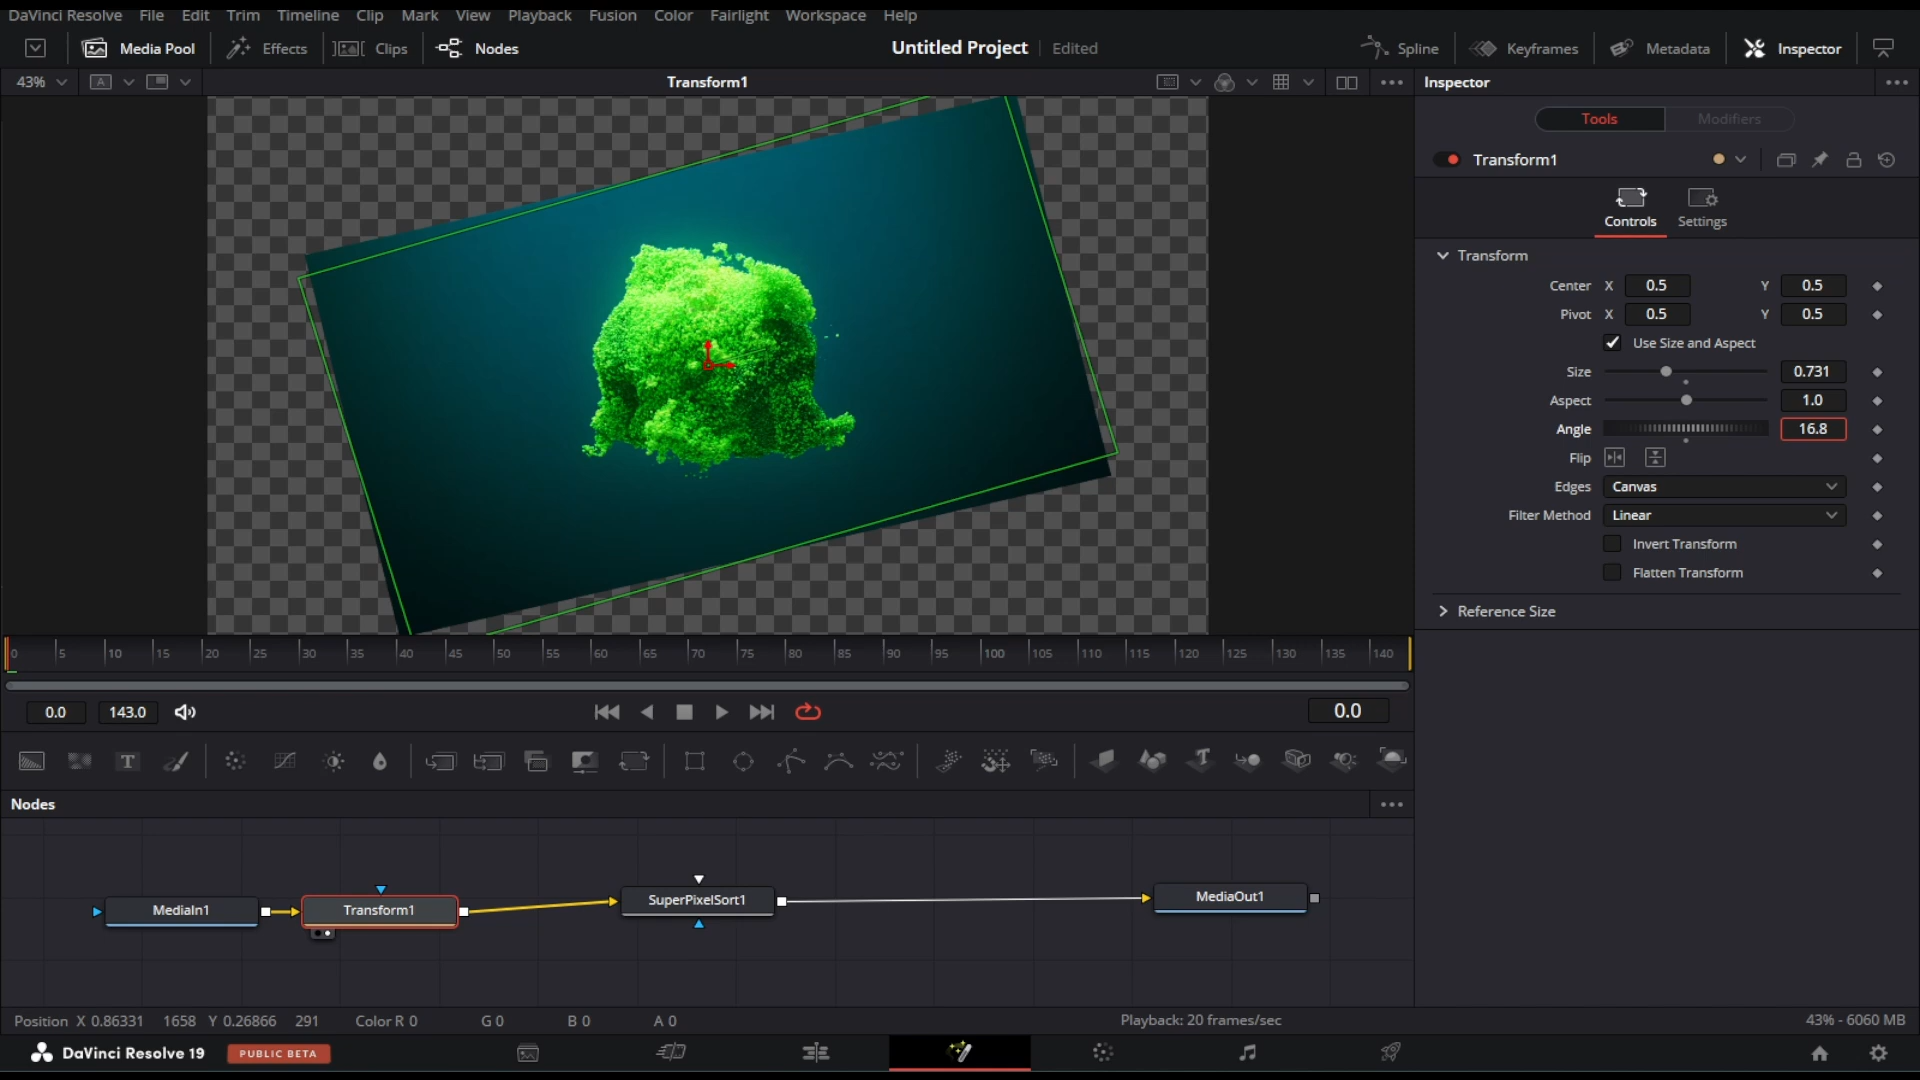 DaVinci Resolve File Edit Trim Timeline Clip Mark View Playback Fusion Color Fairlight Workspace Help
Media Pool Effects Clips Nodes Untitled Project Edited Spline Keyframes Metadata Inspector
43% A Transform1 Inspector
Tools Modifiers
Transform1
Controls Settings
Transform
Center X 0.5 Y 0.5
Pivot X 0.5 Y 0.5
Use Size and Aspect
Size 0.731
Aspect 1.0
Angle 16.8
Flip
Edges Canvas
Filter Method Linear
Invert Transform
Flatten Transform
Reference Size
0 5 10 15 20 25 30 35 40 45 50 55 60 65 70 75 80 85 90 95 100 105 110 115 120 125 130 135 140
0.0 143.0 0.0
T T
Nodes
MediaIn1 Transform1 SuperPixelSort1 MediaOut1
Position X 0.86331 1658 Y 0.26866 291 Color R 0 G 0 B 0 A 0 Playback: 20 frames/sec 43% - 6060 MB
DaVinci Resolve 19 PUBLIC BETA